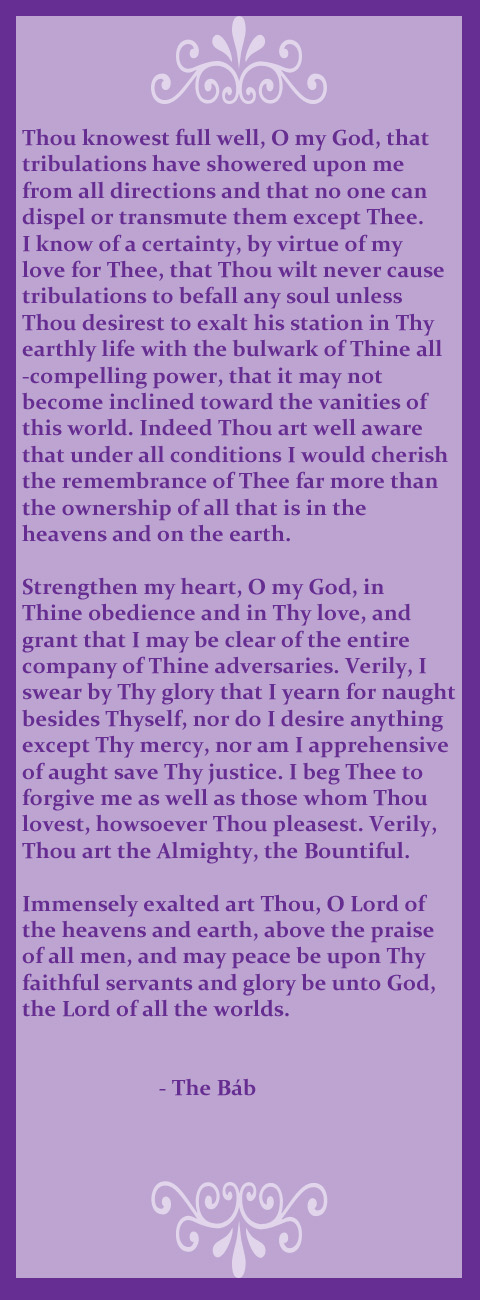 Thou knowest full well, O my God, that
tribulations have showered upon me
from all directions and that no one can
dispel or transmute them except Thee.
I know of a certainty, by virtue of my
love for Thee, that Thou wilt never cause
tribulations to befall any soul unless
Thou desirest to exalt his station in Thy
earthly life with the bulwark of Thine all
-compelling power, that it may not
become inclined toward the vanities of
this world. Indeed Thou art well aware
that under all conditions I would cherish
the remembrance of Thee far more than
the ownership of all that is in the
heavens and on the earth.
Strengthen my heart, O my God, in
Thine obedience and in Thy love, and
grant that I may be clear of the entire
company of Thine adversaries. Verily, I
swear by Thy glory that I yearn for naught
besides Thyself, nor do I desire anything
except Thy mercy, nor am I apprehensive
of aught save Thy justice. I beg Thee to
forgive me as well as those whom Thou
lovest, howsoever Thou pleasest. Verily,
Thou art the Almighty, the Bountiful.
Immensely exalted art Thou, O Lord of
the heavens and earth, above the praise
of all men, and may peace be upon Thy
faithful servants and glory be unto God,
the Lord of all the worlds.
- The Báb